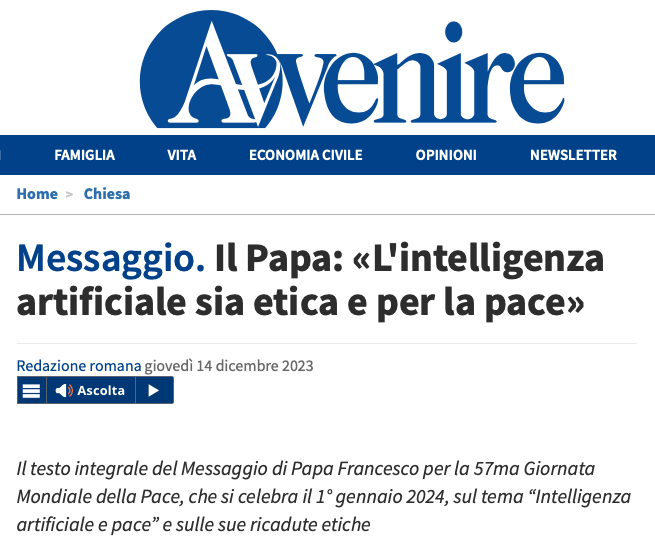 Avvenire
FAMIGLIA VITA ECONOMIA CIVILE OPINIONI NEWSLETTER
Home > Chiesa
Messaggio. Il Papa: «L'intelligenza
artificiale sia etica e per la pace»
Redazione romana giovedì 14 dicembre 2023
Ascolta
Il testo integrale del Messaggio di Papa Francesco per la 57ma Giornata
Mondiale della Pace, che si celebra il 1° gennaio 2024, sul tema “Intelligenza
artificiale e pace” e sulle sue ricadute etiche